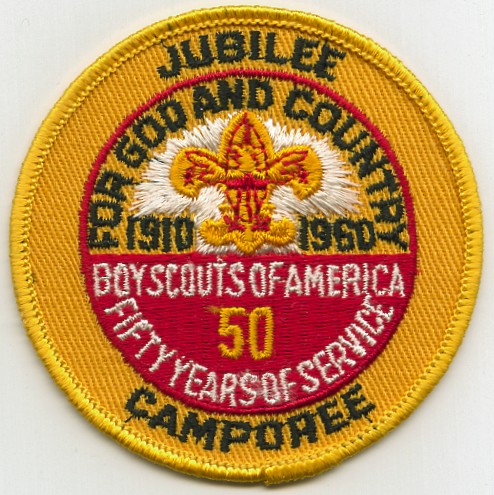 JUBILEE
FOR GOD AND COUNTRY
1910 1960
BOY SCOUTS OF AMERICA
50
FIFTY YEARS OF SERVICE
CAMPOREE